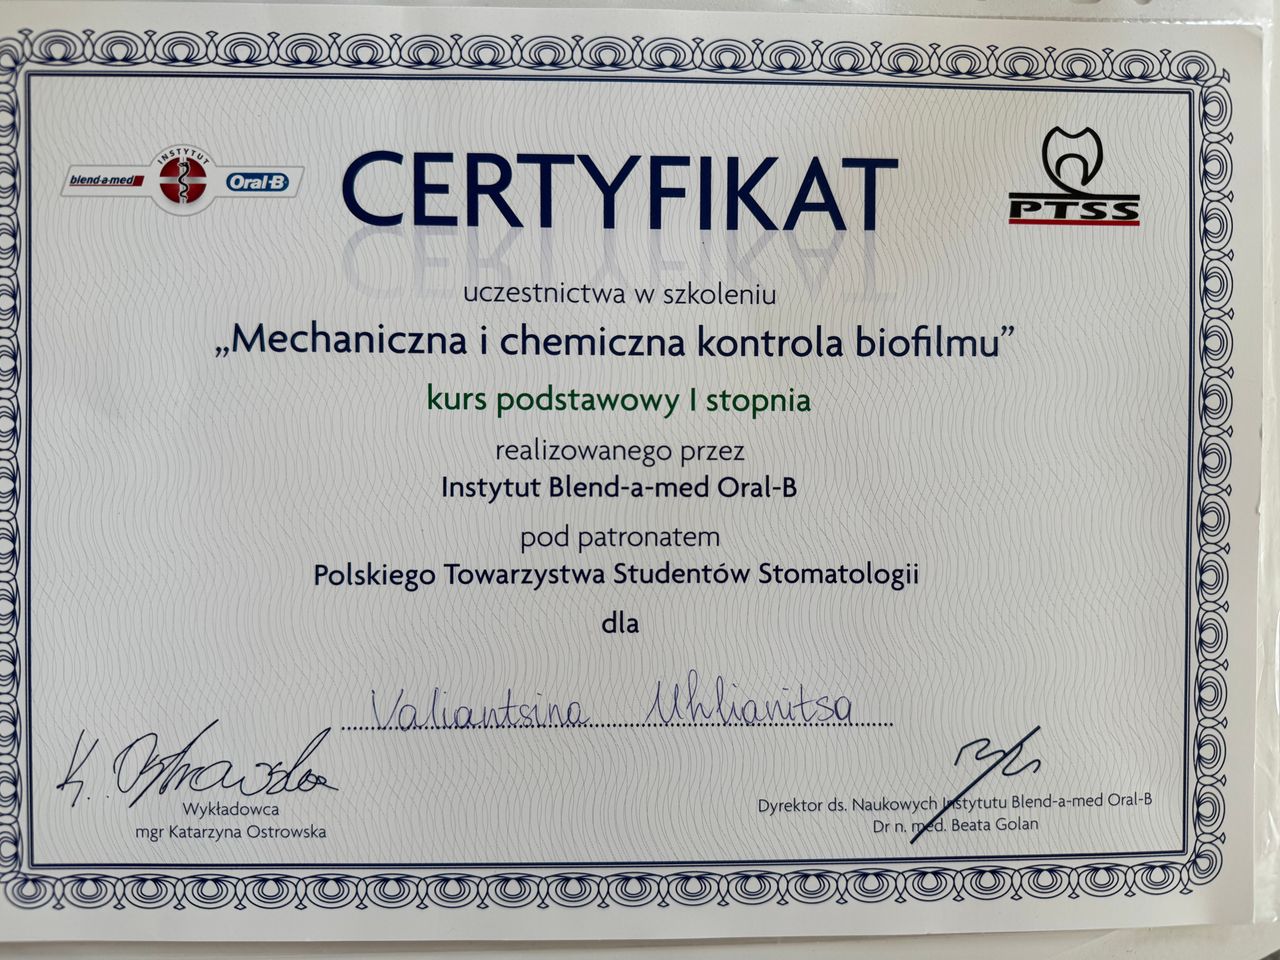 INSTYTUT
blend-a-med Oral-B
CERTYFIKAT
PTSS
uczestnictwa w szkoleniu
„Mechaniczna i chemiczna kontrola biofilmu”
kurs podstawowy I stopnia
realizowanego przez
Instytut Blend-a-med Oral-B
pod patronatem
Polskiego Towarzystwa Studentów Stomatologii
dla
Valiantsina Uhlianitsa
K. Ostrowska
Wykładowca
mgr Katarzyna Ostrowska
Dyrektor ds. Naukowych Instytutu Blend-a-med Oral-B
Dr n. med. Beata Golan